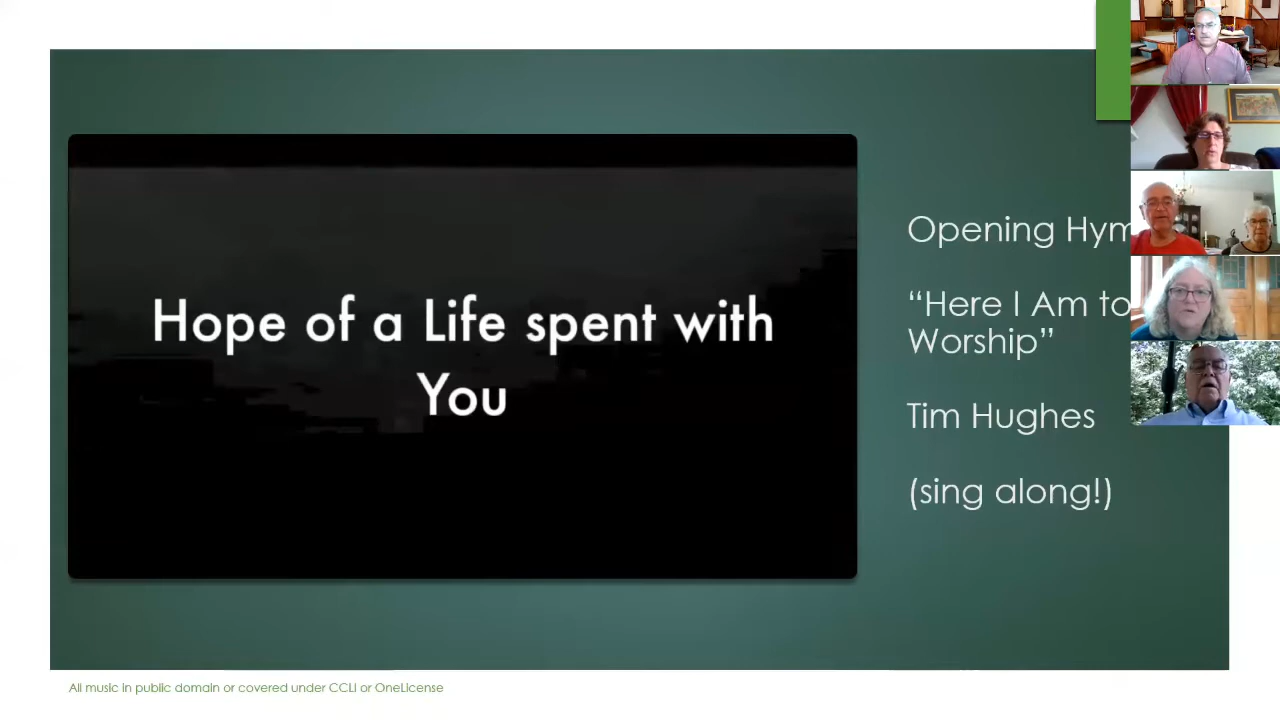 Hope of a Life spent with
You
Opening Hym
“Here I Am to
Worship”
Tim Hughes
(sing along!)
All music in public domain or covered under CCLI or OneLicense